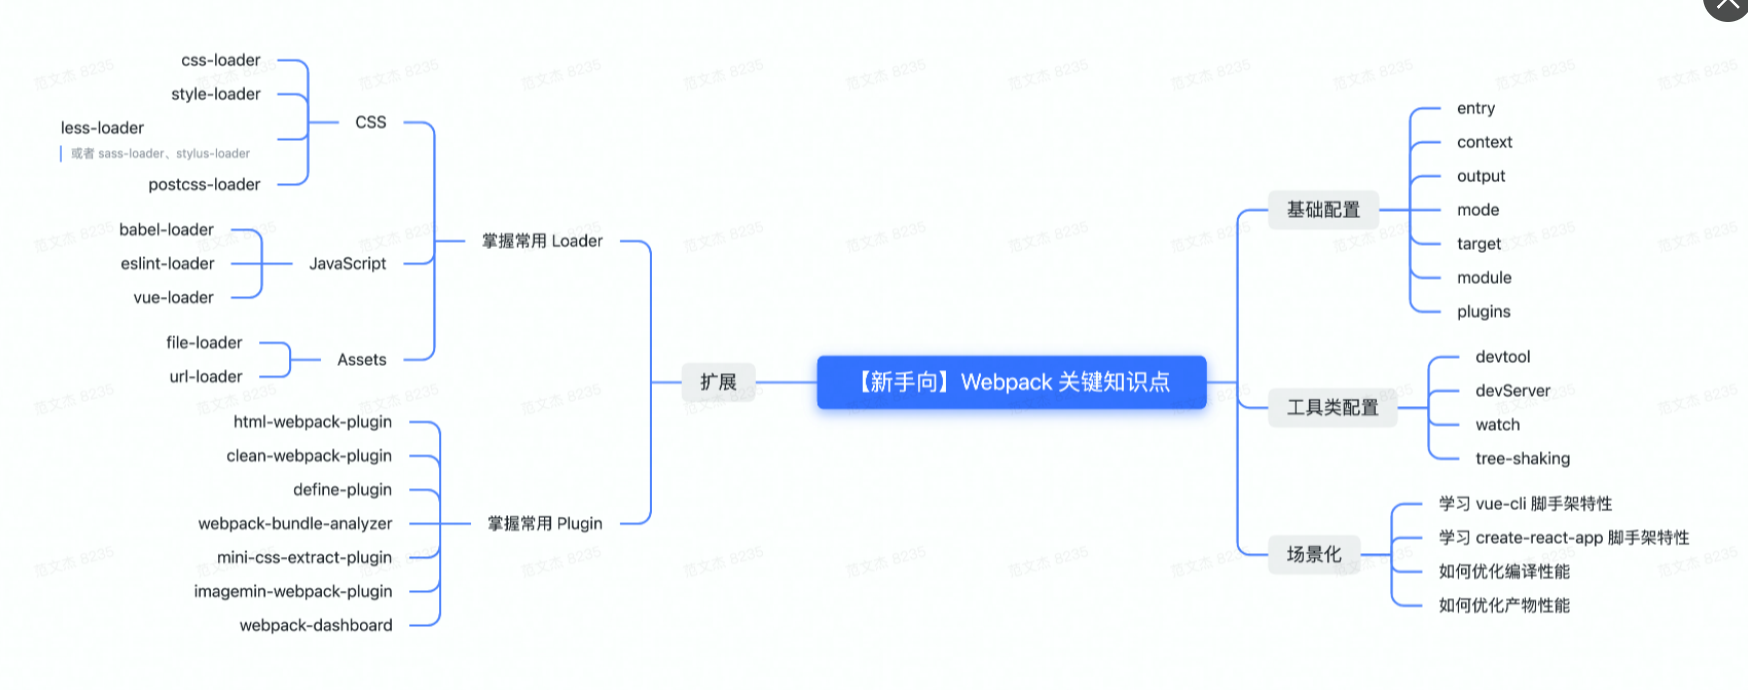 【新手向】Webpack 关键知识点
扩展
掌握常用 Loader
CSS
css-loader
style-loader
less-loader
或者 sass-loader、stylus-loader
postcss-loader
JavaScript
babel-loader
eslint-loader
vue-loader
Assets
file-loader
url-loader
掌握常用 Plugin
html-webpack-plugin
clean-webpack-plugin
define-plugin
webpack-bundle-analyzer
mini-css-extract-plugin
imagemin-webpack-plugin
webpack-dashboard
基础配置
entry
context
output
mode
target
module
plugins
工具类配置
devtool
devServer
watch
tree-shaking
场景化
学习 vue-cli 脚手架特性
学习 create-react-app 脚手架特性
如何优化编译性能
如何优化产物性能
范文杰 8235